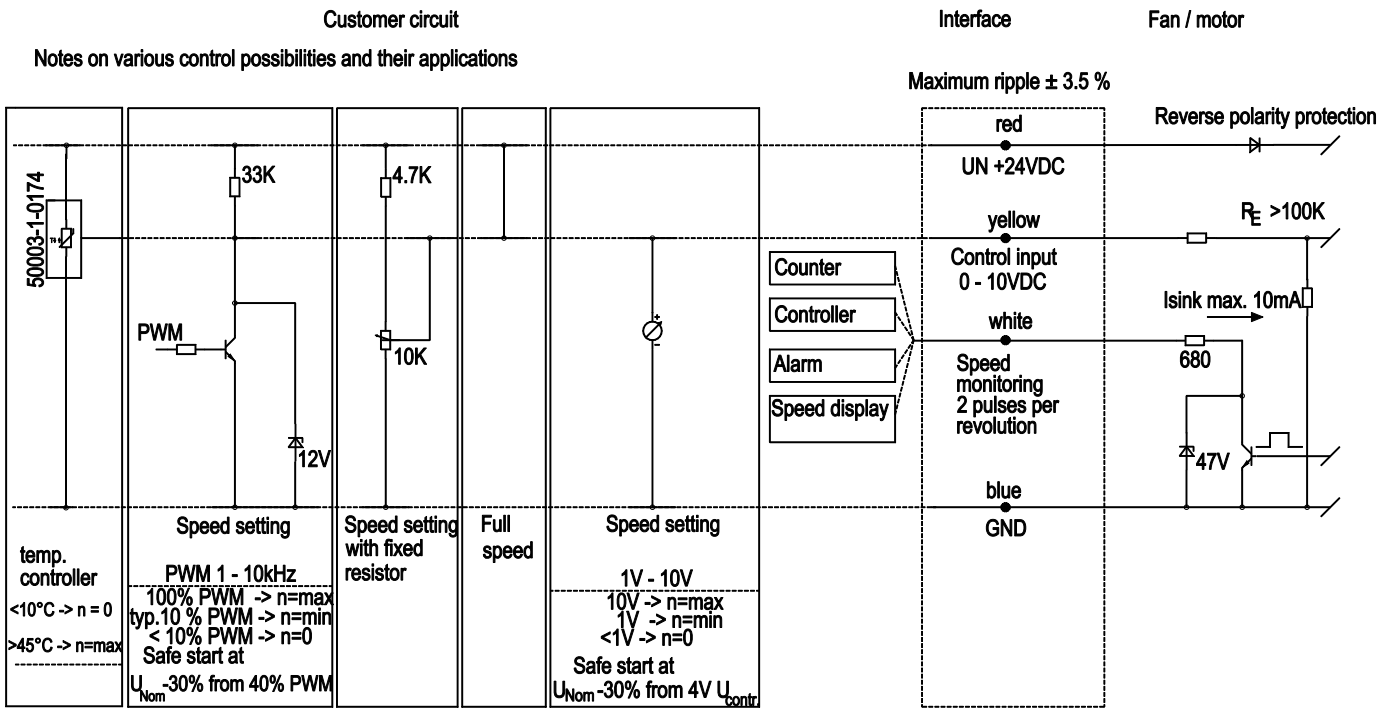 Customer circuit
Interface
Fan / motor
Notes on various control possibilities and their applications
Maximum ripple ± 3.5 %
50003-1-0174
temp.
controller
<10°C -> n = 0
>45°C -> n=max
33K
PWM
12V
Speed setting
PWM 1 - 10kHz
100% PWM -> n=max
typ.10 % PWM -> n=min
< 10% PWM -> n=0
Safe start at
UNom-30% from 40% PWM
4.7K
10K
Speed setting
with fixed
resistor
Full
speed
+
-
Speed setting
1V - 10V
10V -> n=max
1V -> n=min
<1V -> n=0
Safe start at
UNom-30% from 4V Ucontr.
Counter
Controller
Alarm
Speed display
red
UN +24VDC
yellow
Control input
0 - 10VDC
white
Speed
monitoring
2 pulses per
revolution
blue
GND
Reverse polarity protection
RE >100K
Isink max. 10mA
680
47V